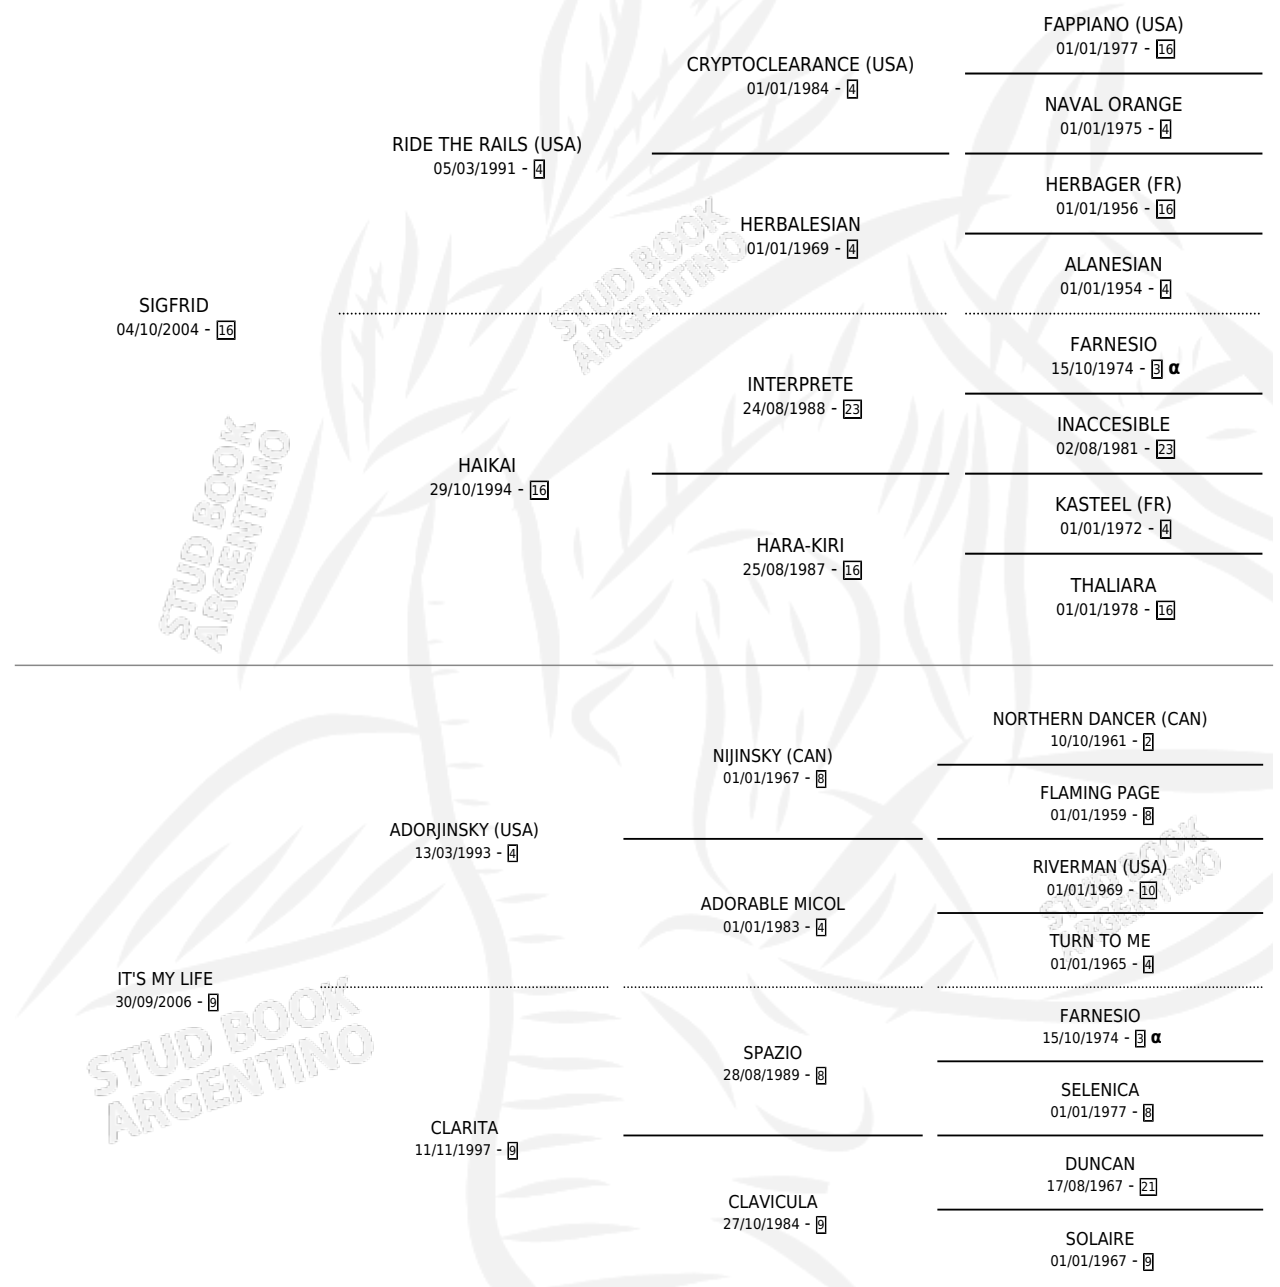 FAPPIANO (USA)
01/01/1977 - 16
CRYPTOCLEARANCE (USA)
01/01/1984 - 4
NAVAL ORANGE
01/01/1975 - 4
RIDE THE RAILS (USA)
05/03/1991 - 4
HERBAGER (FR)
01/01/1956 - 16
HERBALESIAN
01/01/1969 - 4
ALANESIAN
01/01/1954 - 4
SIGFRID
04/10/2004 - 16
FARNESIO
15/10/1974 - 3 α
INTERPRETE
24/08/1988 - 23
INACCESIBLE
02/08/1981 - 23
HAIKAI
29/10/1994 - 16
KASTEEL (FR)
01/01/1972 - 4
HARA-KIRI
25/08/1987 - 16
THALIARA
01/01/1978 - 16
STUD BOOK
ARGENTINO
STUD BOOK
ARGENTINO
NORTHERN DANCER (CAN)
10/10/1961 - 2
NIJINSKY (CAN)
01/01/1967 - 8
FLAMING PAGE
01/01/1959 - 8
ADORJINSKY (USA)
13/03/1993 - 4
RIVERMAN (USA)
01/01/1969 - 10
ADORABLE MICOL
01/01/1983 - 4
TURN TO ME
01/01/1965 - 4
IT'S MY LIFE
30/09/2006 - 9
FARNESIO
15/10/1974 - 3 α
SPAZIO
28/08/1989 - 8
SELENICA
01/01/1977 - 8
CLARITA
11/11/1997 - 9
DUNCAN
17/08/1967 - 21
CLAVICULA
27/10/1984 - 9
SOLAIRE
01/01/1967 - 9
STUD BOOK
ARGENTINO
STUD BOOK
ARGENTINO